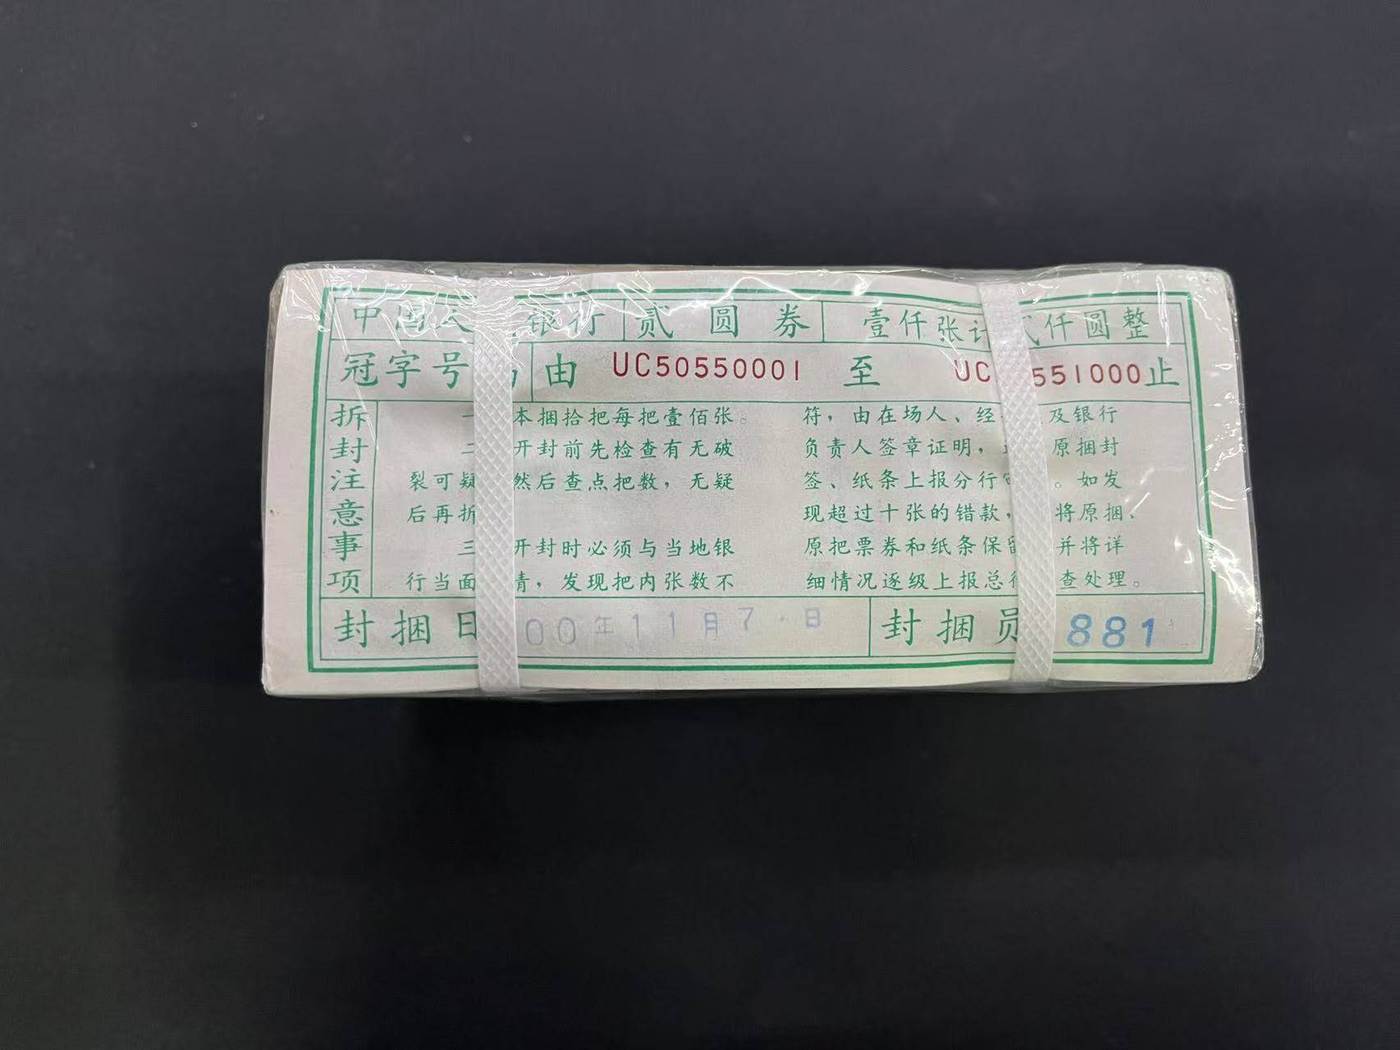 中国人 银行 贰圆券 壹仟张计 仟圆整
冠字号 由 UC50550001 至 UC 551000 止
拆封注意事项
一 本捆拾把每把壹佰张。
二 开封前先检查有无破
裂可疑 然后查点把数，无疑
后再拆
三 开封时必须与当地银
行当面 清，发现把内张数不
符，由在场人、经 及银行
负责人签章证明， 原捆封
签、纸条上报分行 。如发
现超过十张的错款， 将原捆、
原把票券和纸条保留 并将详
细情况逐级上报总行 查处理。
封捆日 00年11月7日
封捆员 881